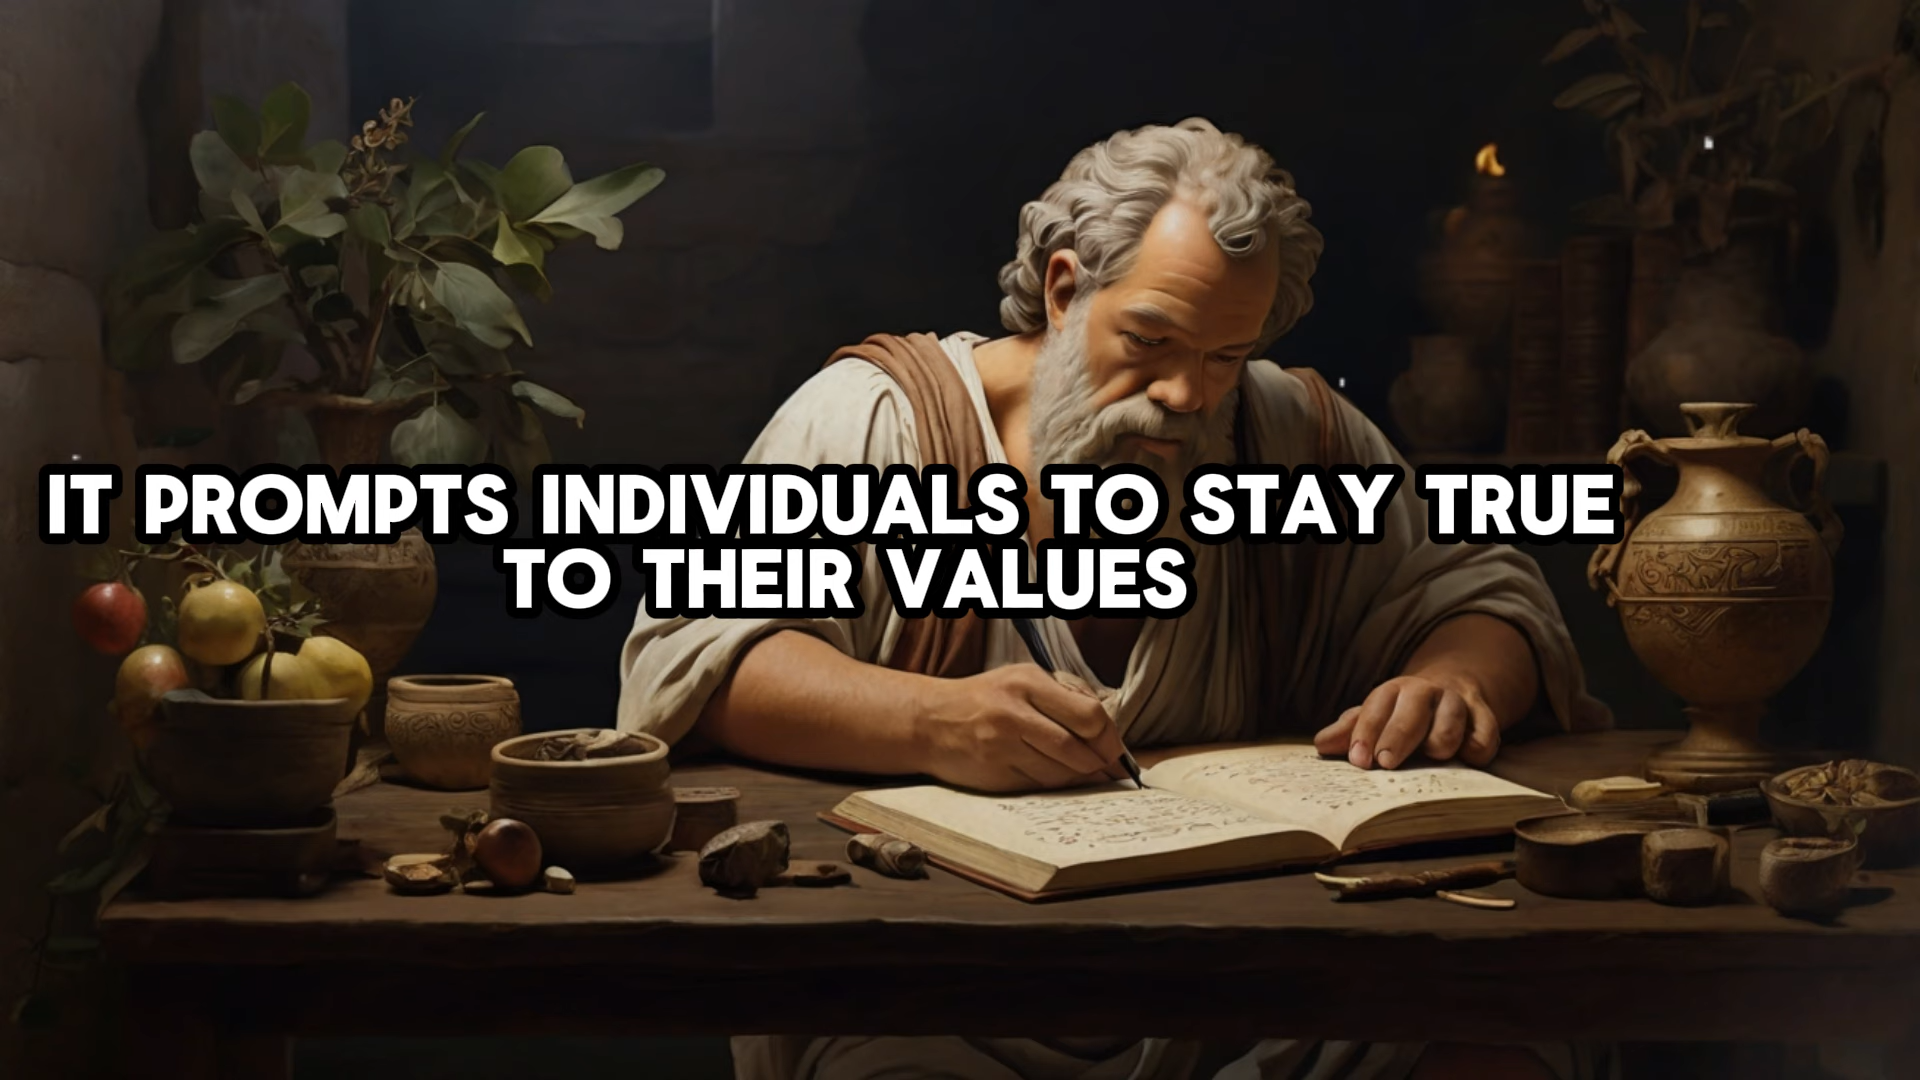 IT PROMPTS INDIVIDUALS TO STAY TRUE
TO THEIR VALUES